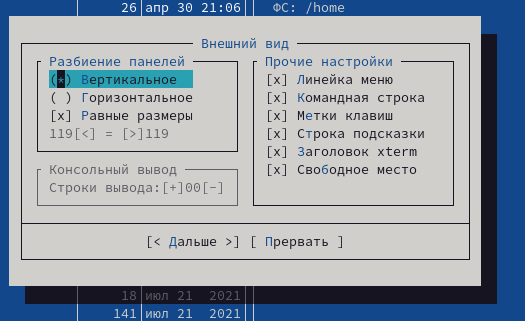 26 апр 30 21:06 ФС: /home
Внешний вид
Разбиение панелей
(*) Вертикальное
( ) Горизонтальное
[x] Равные размеры
119[<] = [>]119
Консольный вывод
Строки вывода:[+]00[-]
Прочие настройки
[x] Линейка меню
[x] Командная строка
[x] Метки клавиш
[x] Строка подсказки
[x] Заголовок xterm
[x] Свободное место
[< Дальше >] [ Прервать ]
18 июл 21 2021
141 июл 21 2021